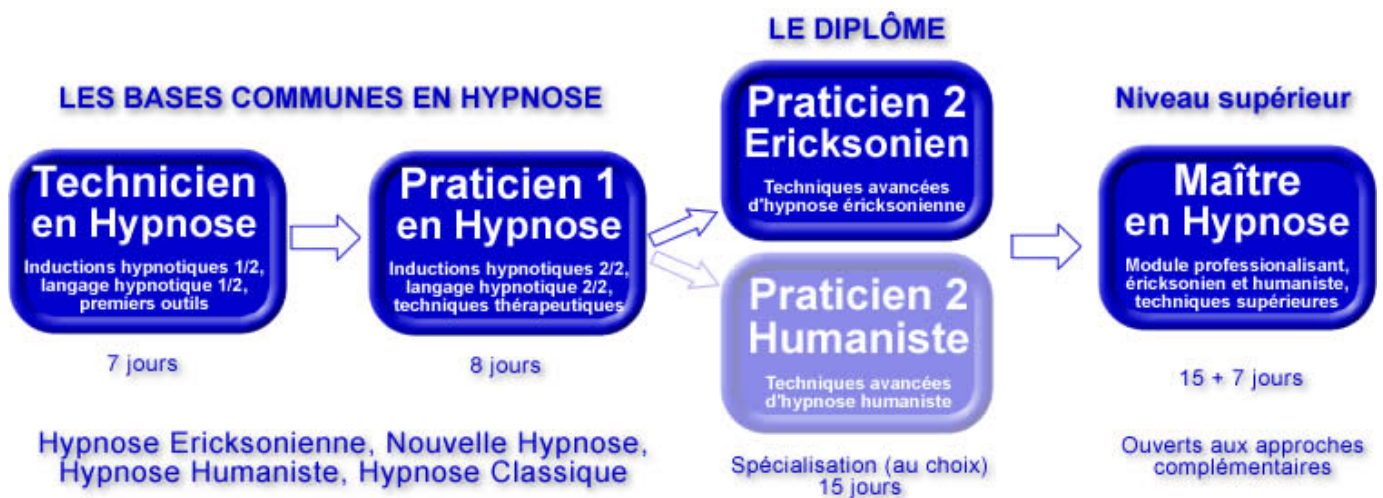 LES BASES COMMUNES EN HYPNOSE
Technicien
en Hypnose
Inductions hypnotiques 1/2,
langage hypnotique 1/2,
premiers outils
7 jours
Praticien 1
en Hypnose
Inductions hypnotiques 2/2,
langage hypnotique 2/2,
techniques thérapeutiques
8 jours
Hypnose Ericksonienne, Nouvelle Hypnose,
Hypnose Humaniste, Hypnose Classique
LE DIPLÔME
Praticien 2
Ericksonien
Techniques avancées
d'hypnose éricksonienne
Praticien 2
Humaniste
Techniques avancées
d'hypnose humaniste
Spécialisation (au choix)
15 jours
Niveau supérieur
Maître
en Hypnose
Module professionalisant,
éricksonien et humaniste,
techniques supérieures
15 + 7 jours
Ouverts aux approches
complémentaires